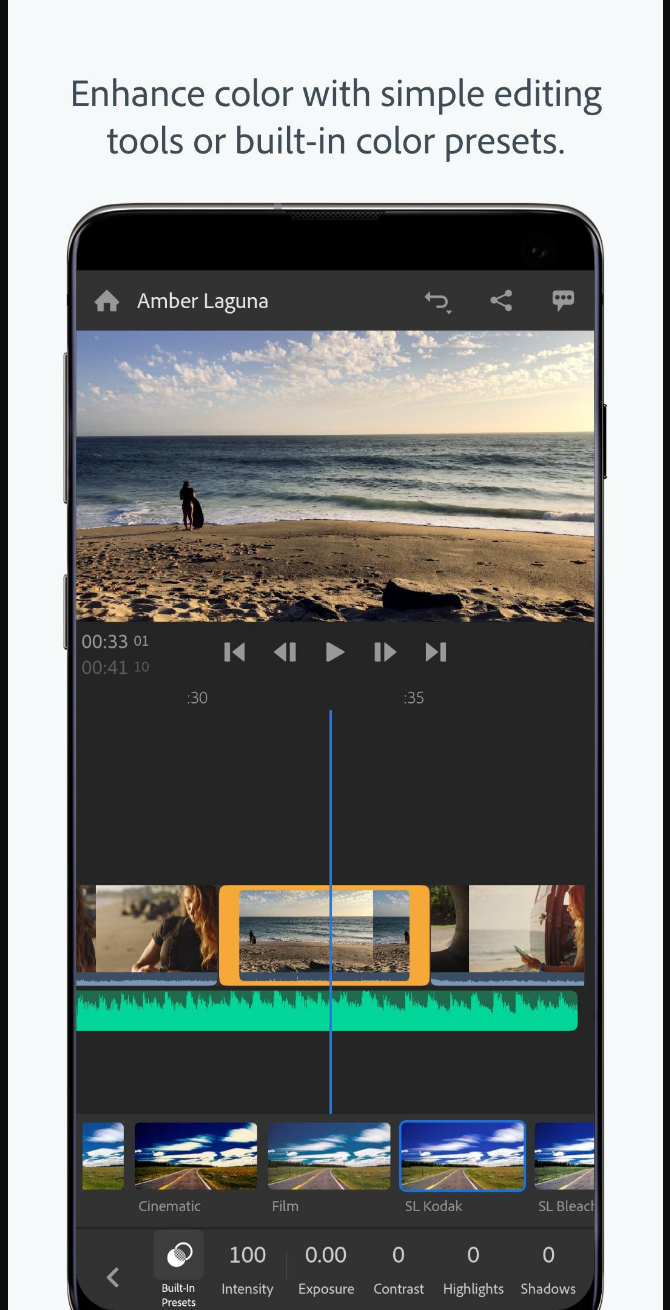 Enhance color with simple editing
tools or built-in color presets.
Amber Laguna
00:33 01
00:41 10
:30 :35
Cinematic Film SL Kodak SL Bleach
100 0.00 0 0 0
Built-In
Presets
Intensity Exposure Contrast Highlights Shadows